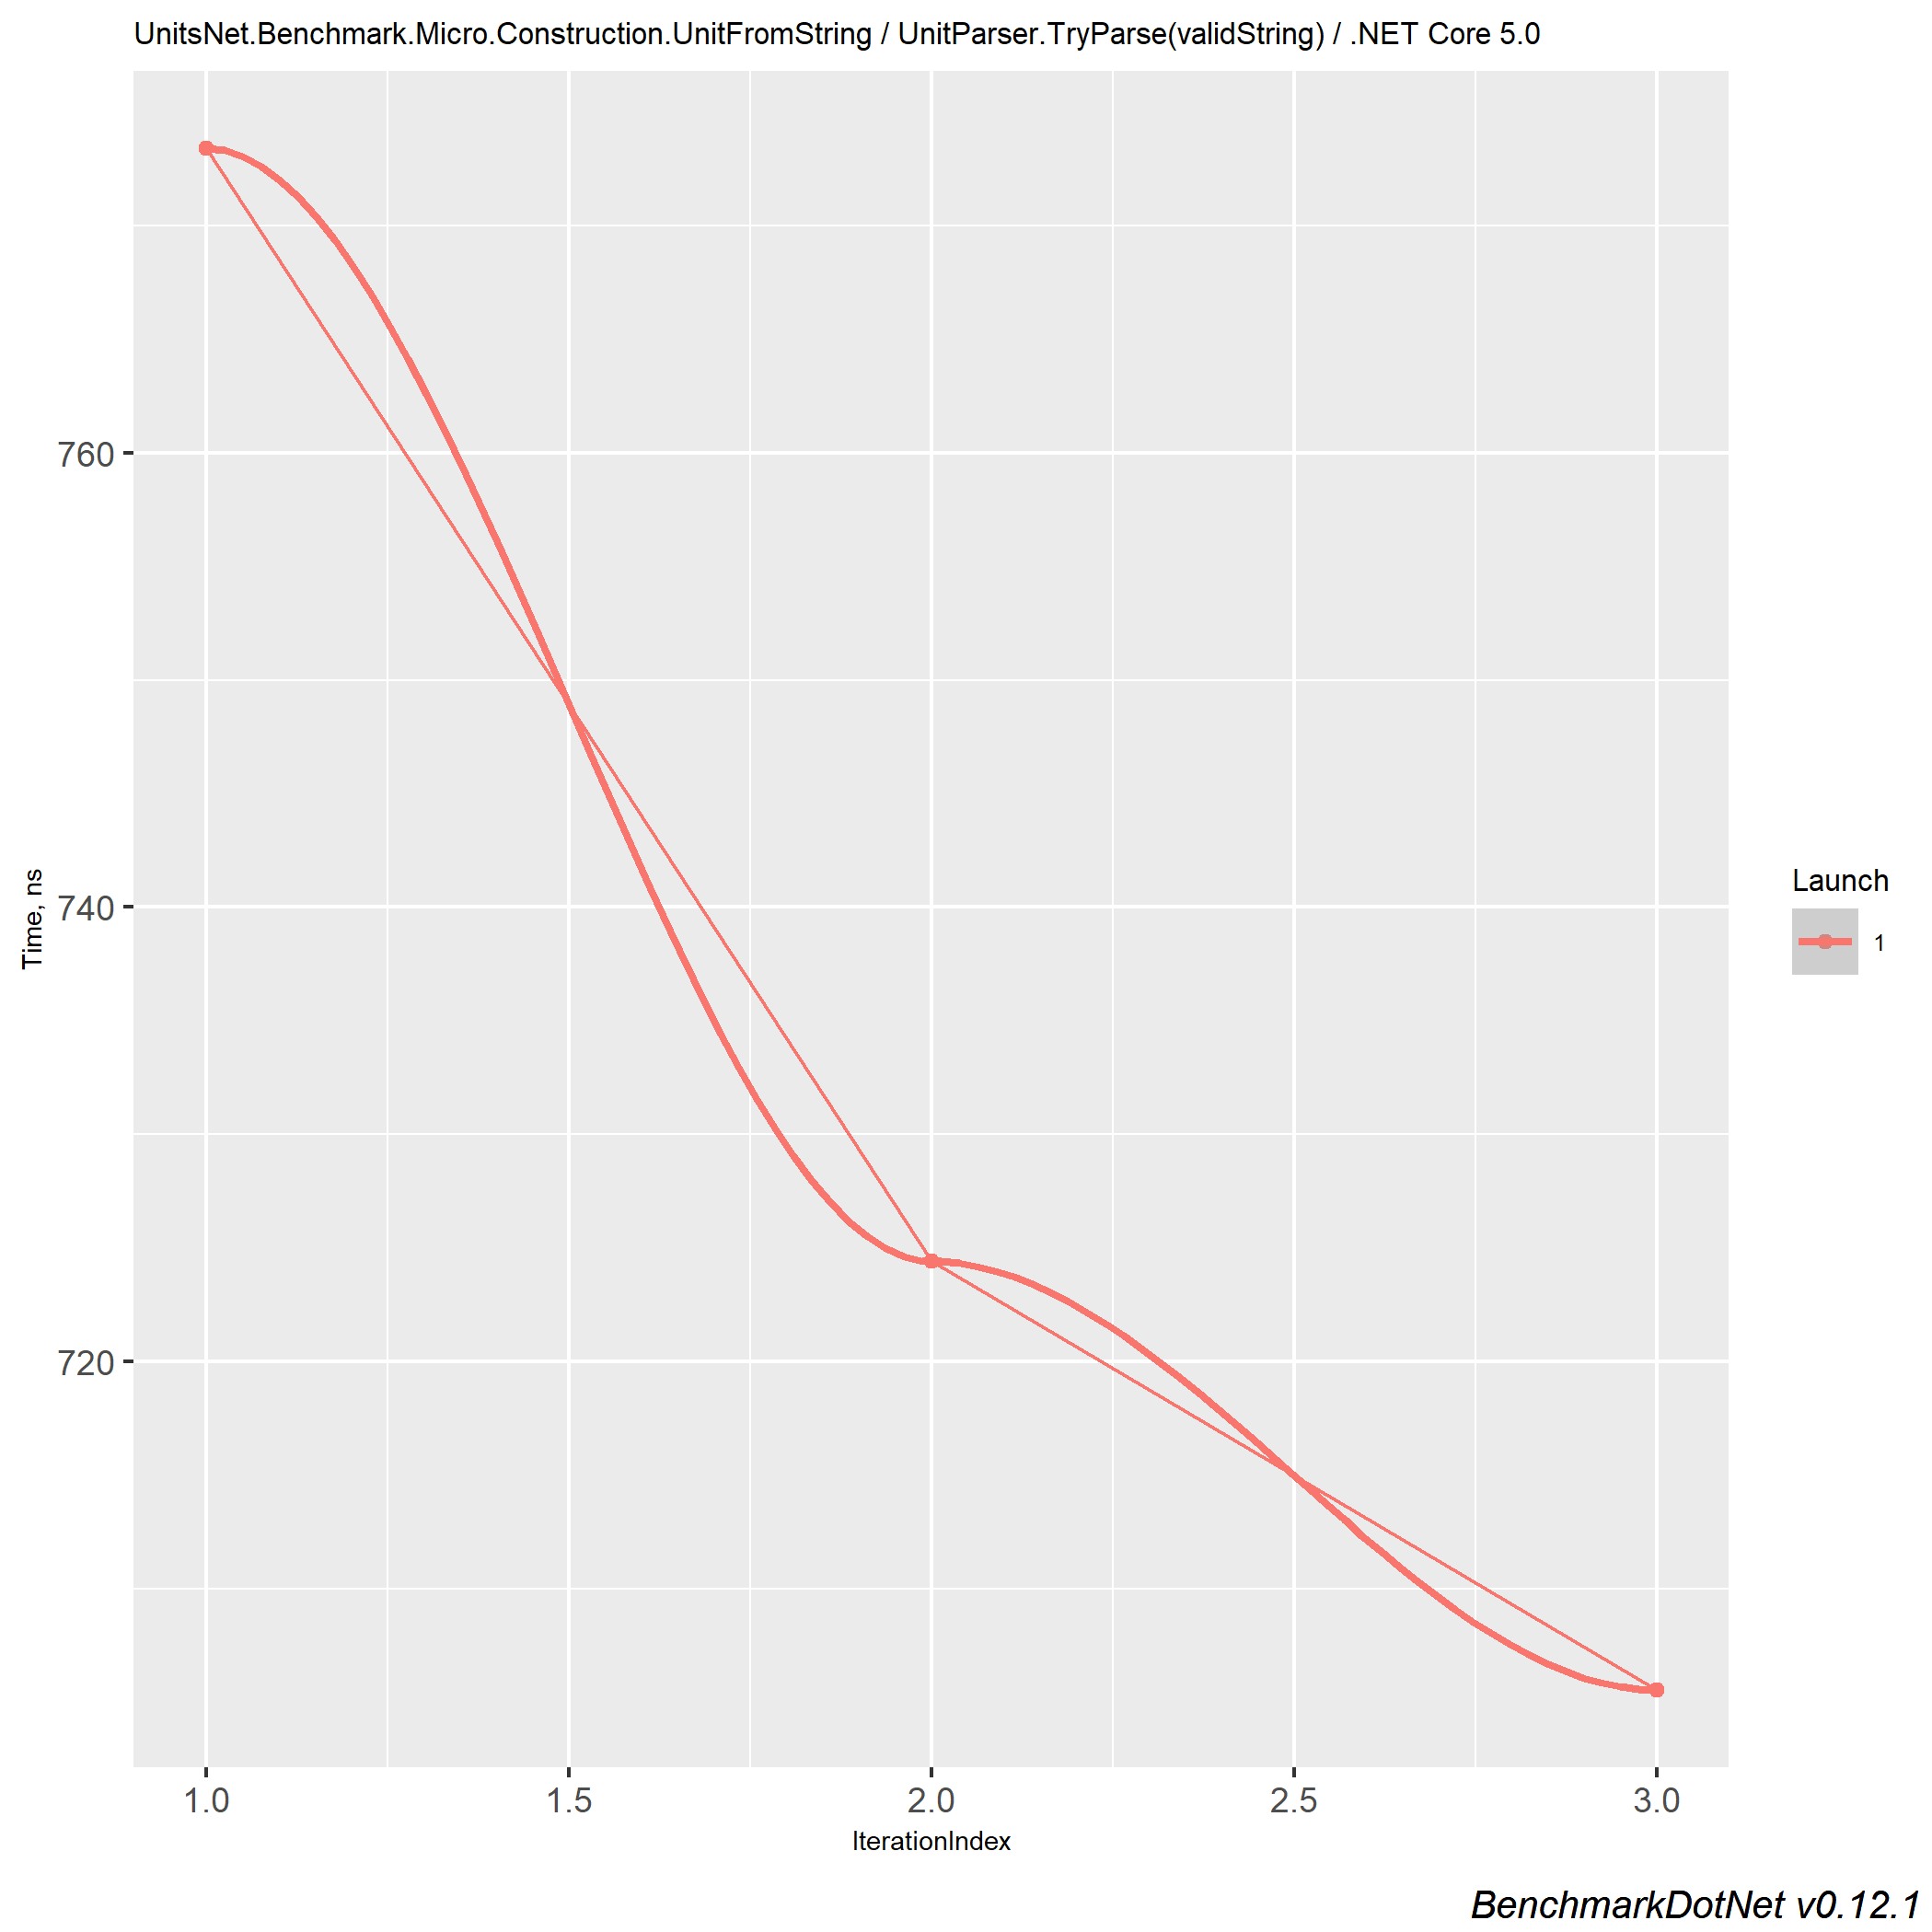 UnitsNet.Benchmark.Micro.Construction.UnitFromString / UnitParser.TryParse(validString) / .NET Core 5.0
Time, ns
760
740
720
1.0 1.5 2.0 2.5 3.0
IterationIndex
Launch
1
BenchmarkDotNet v0.12.1